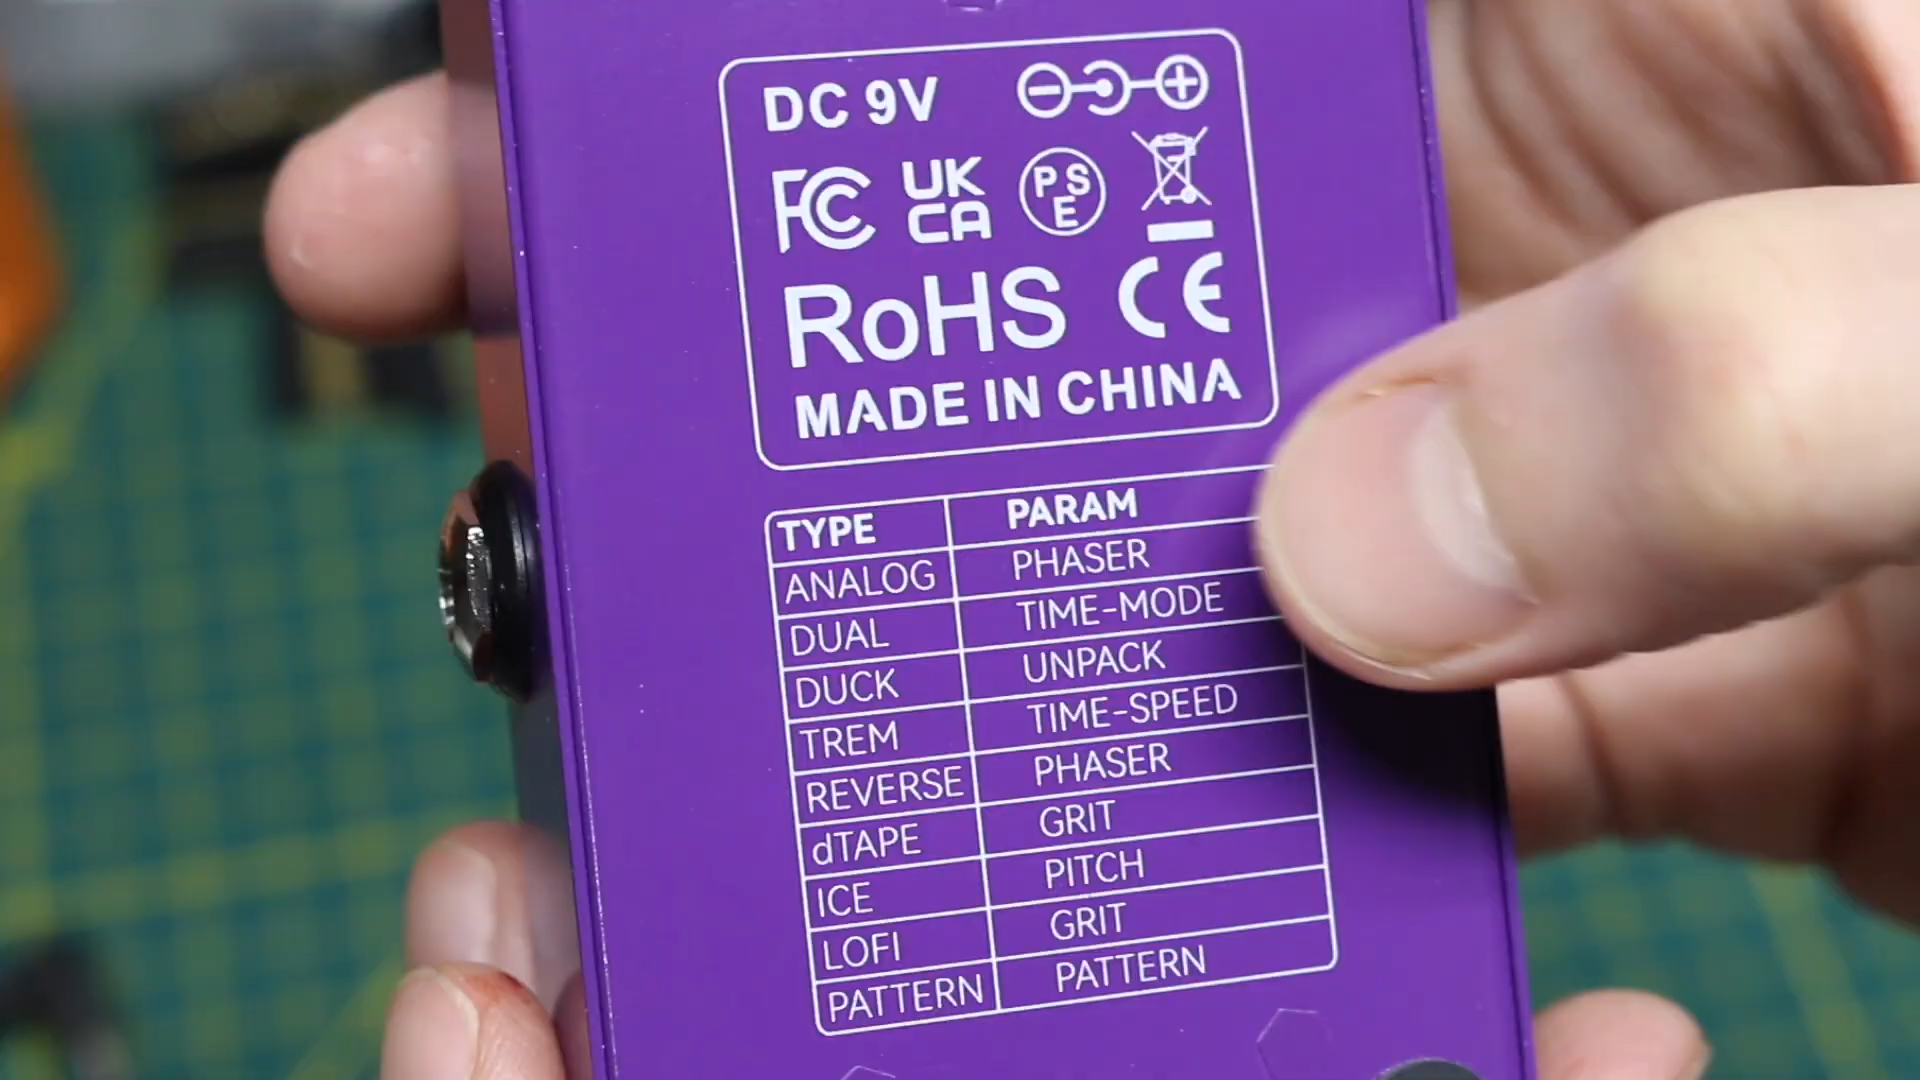 DC 9V
FC UK CA PSE
RoHS CE
MADE IN CHINA
TYPE PARAM
ANALOG PHASER
DUAL TIME-MODE
DUCK UNPACK
TREM TIME-SPEED
REVERSE PHASER
dTAPE GRIT
ICE PITCH
LOFI GRIT
PATTERN PATTERN